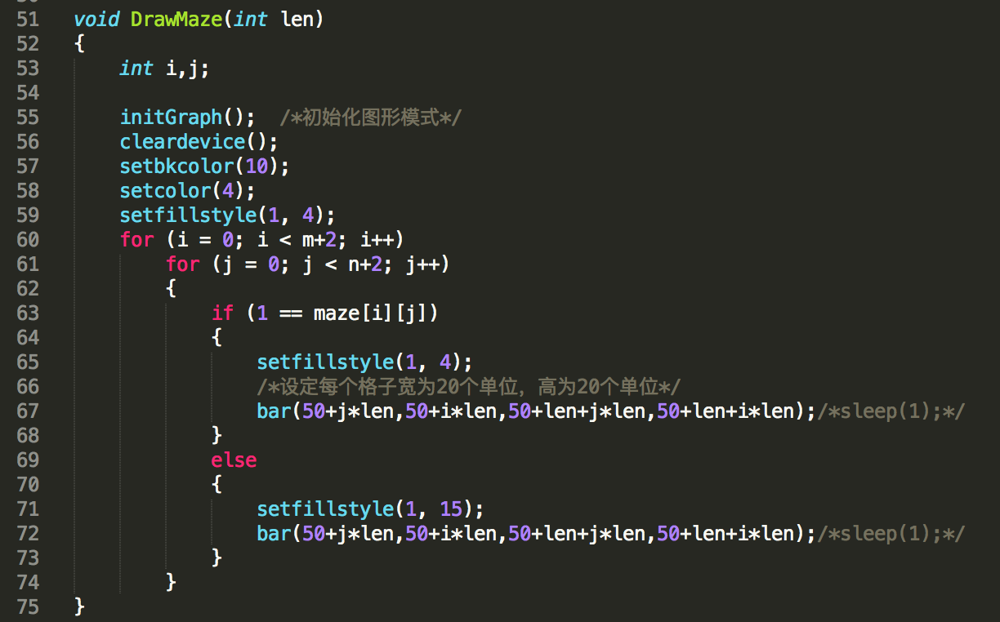 51 void DrawMaze(int len)
52 {
53     int i,j;
54
55     initGraph();  /*初始化图形模式*/
56     cleardevice();
57     setbkcolor(10);
58     setcolor(4);
59     setfillstyle(1, 4);
60     for (i = 0; i < m+2; i++)
61         for (j = 0; j < n+2; j++)
62         {
63             if (1 == maze[i][j])
64             {
65                 setfillstyle(1, 4);
66                 /*设定每个格子宽为20个单位，高为20个单位*/
67                 bar(50+j*len,50+i*len,50+len+j*len,50+len+i*len);/*sleep(1);*/
68             }
69             else
70             {
71                 setfillstyle(1, 15);
72                 bar(50+j*len,50+i*len,50+len+j*len,50+len+i*len);/*sleep(1);*/
73             }
74         }
75 }